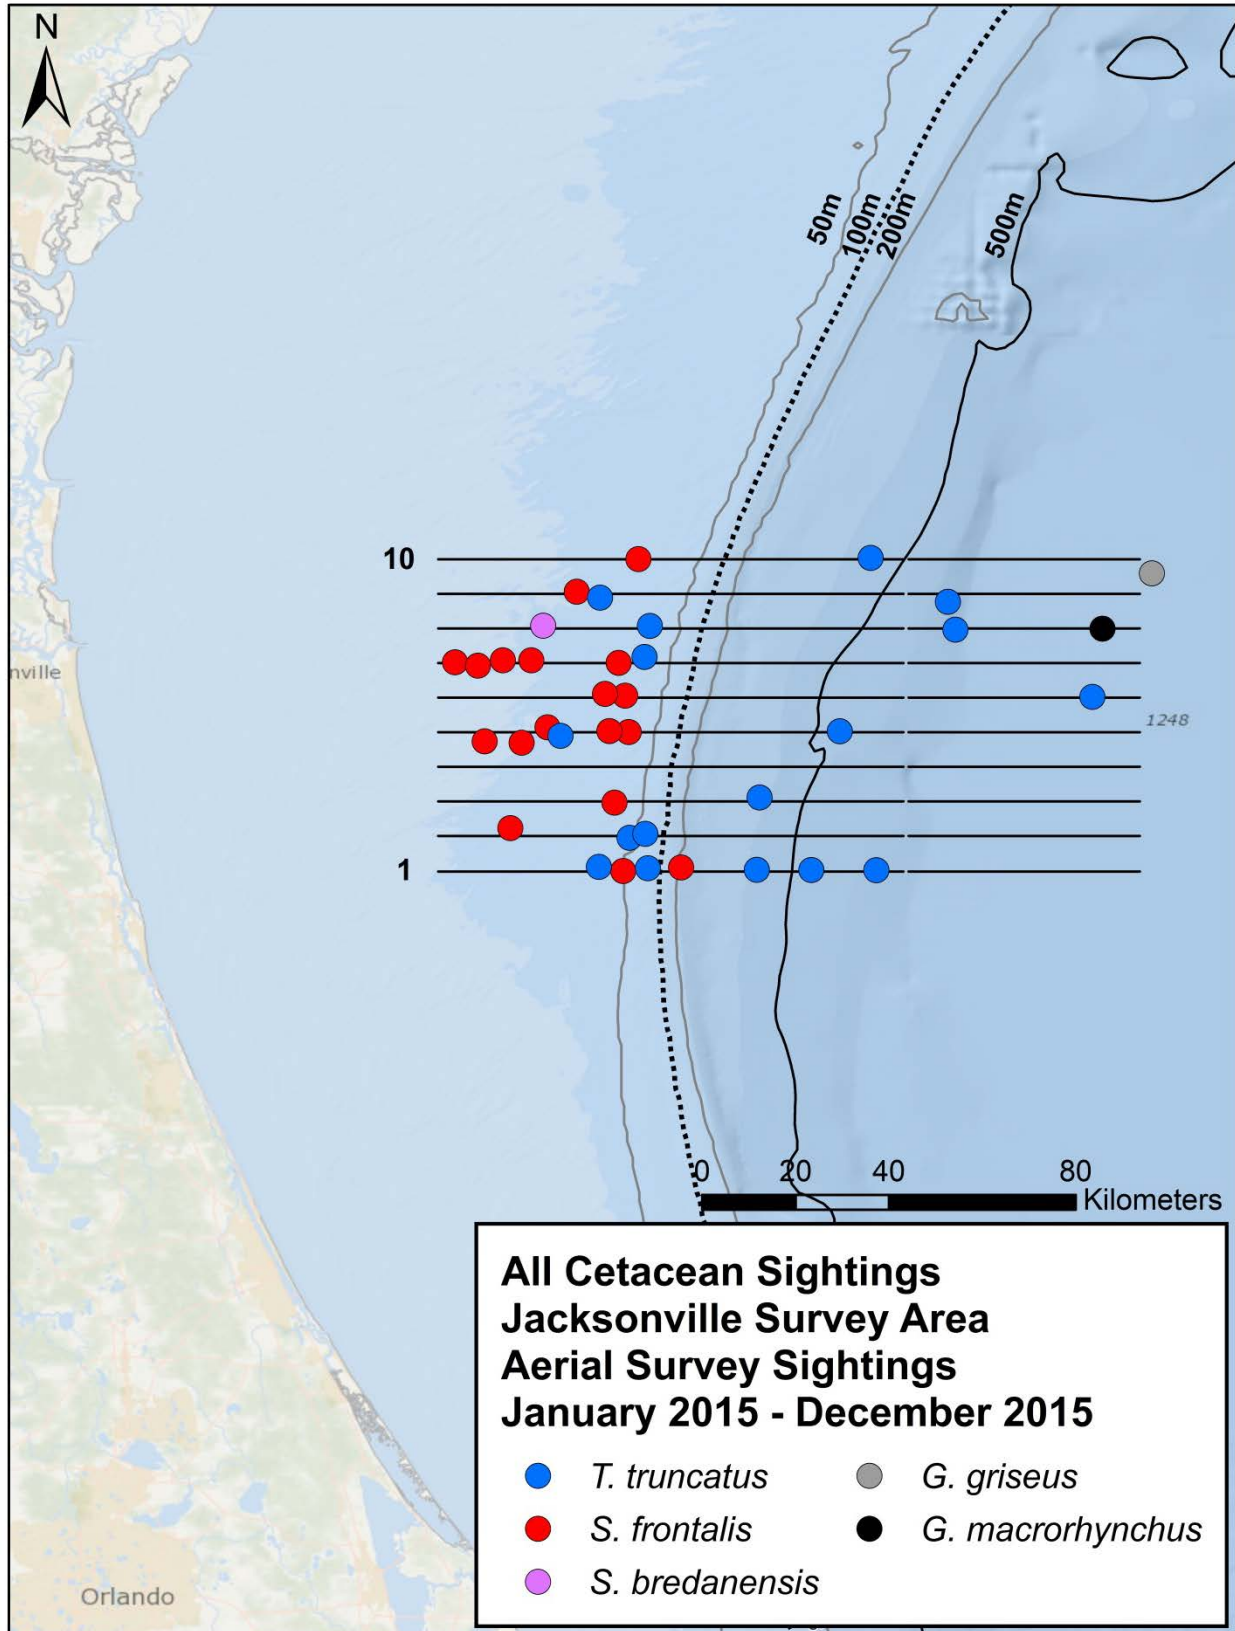 N
50m
100m
200m
500m
10
nville
1248
1
0 20 40 80
Kilometers
All Cetacean Sightings
Jacksonville Survey Area
Aerial Survey Sightings
January 2015 - December 2015
T. truncatus
G. griseus
S. frontalis
G. macrorhynchus
S. bredanensis
Orlando